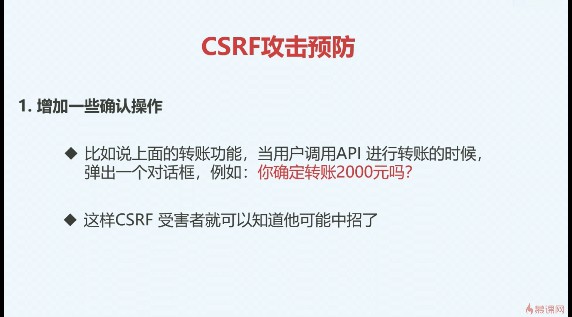 CSRF攻击预防
1. 增加一些确认操作
◆ 比如说上面的转账功能，当用户调用API 进行转账的时候，
弹出一个对话框，例如：你确定转账2000元吗？
◆ 这样CSRF 受害者就可以知道他可能中招了
慕课网